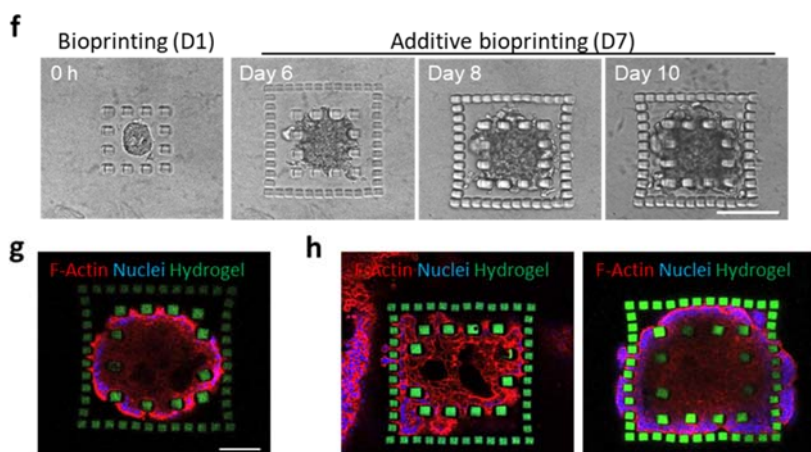 f
Bioprinting (D1) Additive bioprinting (D7)
0 h Day 6 Day 8 Day 10
g h
F-Actin Nuclei Hydrogel F-Actin Nuclei Hydrogel F-Actin Nuclei Hydrogel